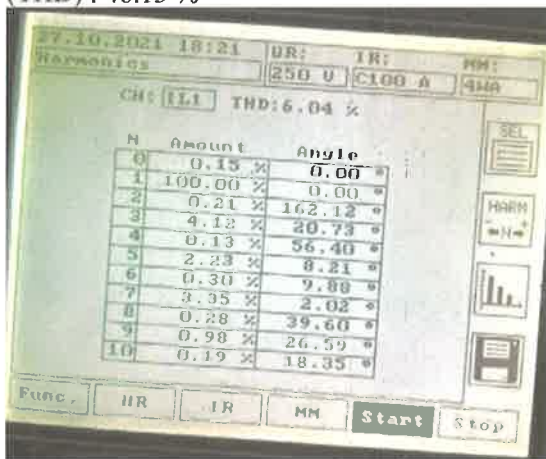 27.10.2021 18:21 UR: IR: MM:
Harmonics 250 V C100 A 4WA
CH: IL1 THD:6.04 %
SEL
N Amount Angle
0 0.15 % 0.00 °
1 100.00 % 0.00 °
2 0.21 % 162.12 °
3 4.12 % 20.73 °
4 0.13 % 56.40 °
5 2.23 % 8.21 °
6 0.30 % 9.88 °
7 3.35 % 2.02 °
8 0.28 % 39.60 °
9 0.98 % 26.59 °
10 0.19 % 18.35 °
HARM
←N→
Func. UR IR MM Start Stop